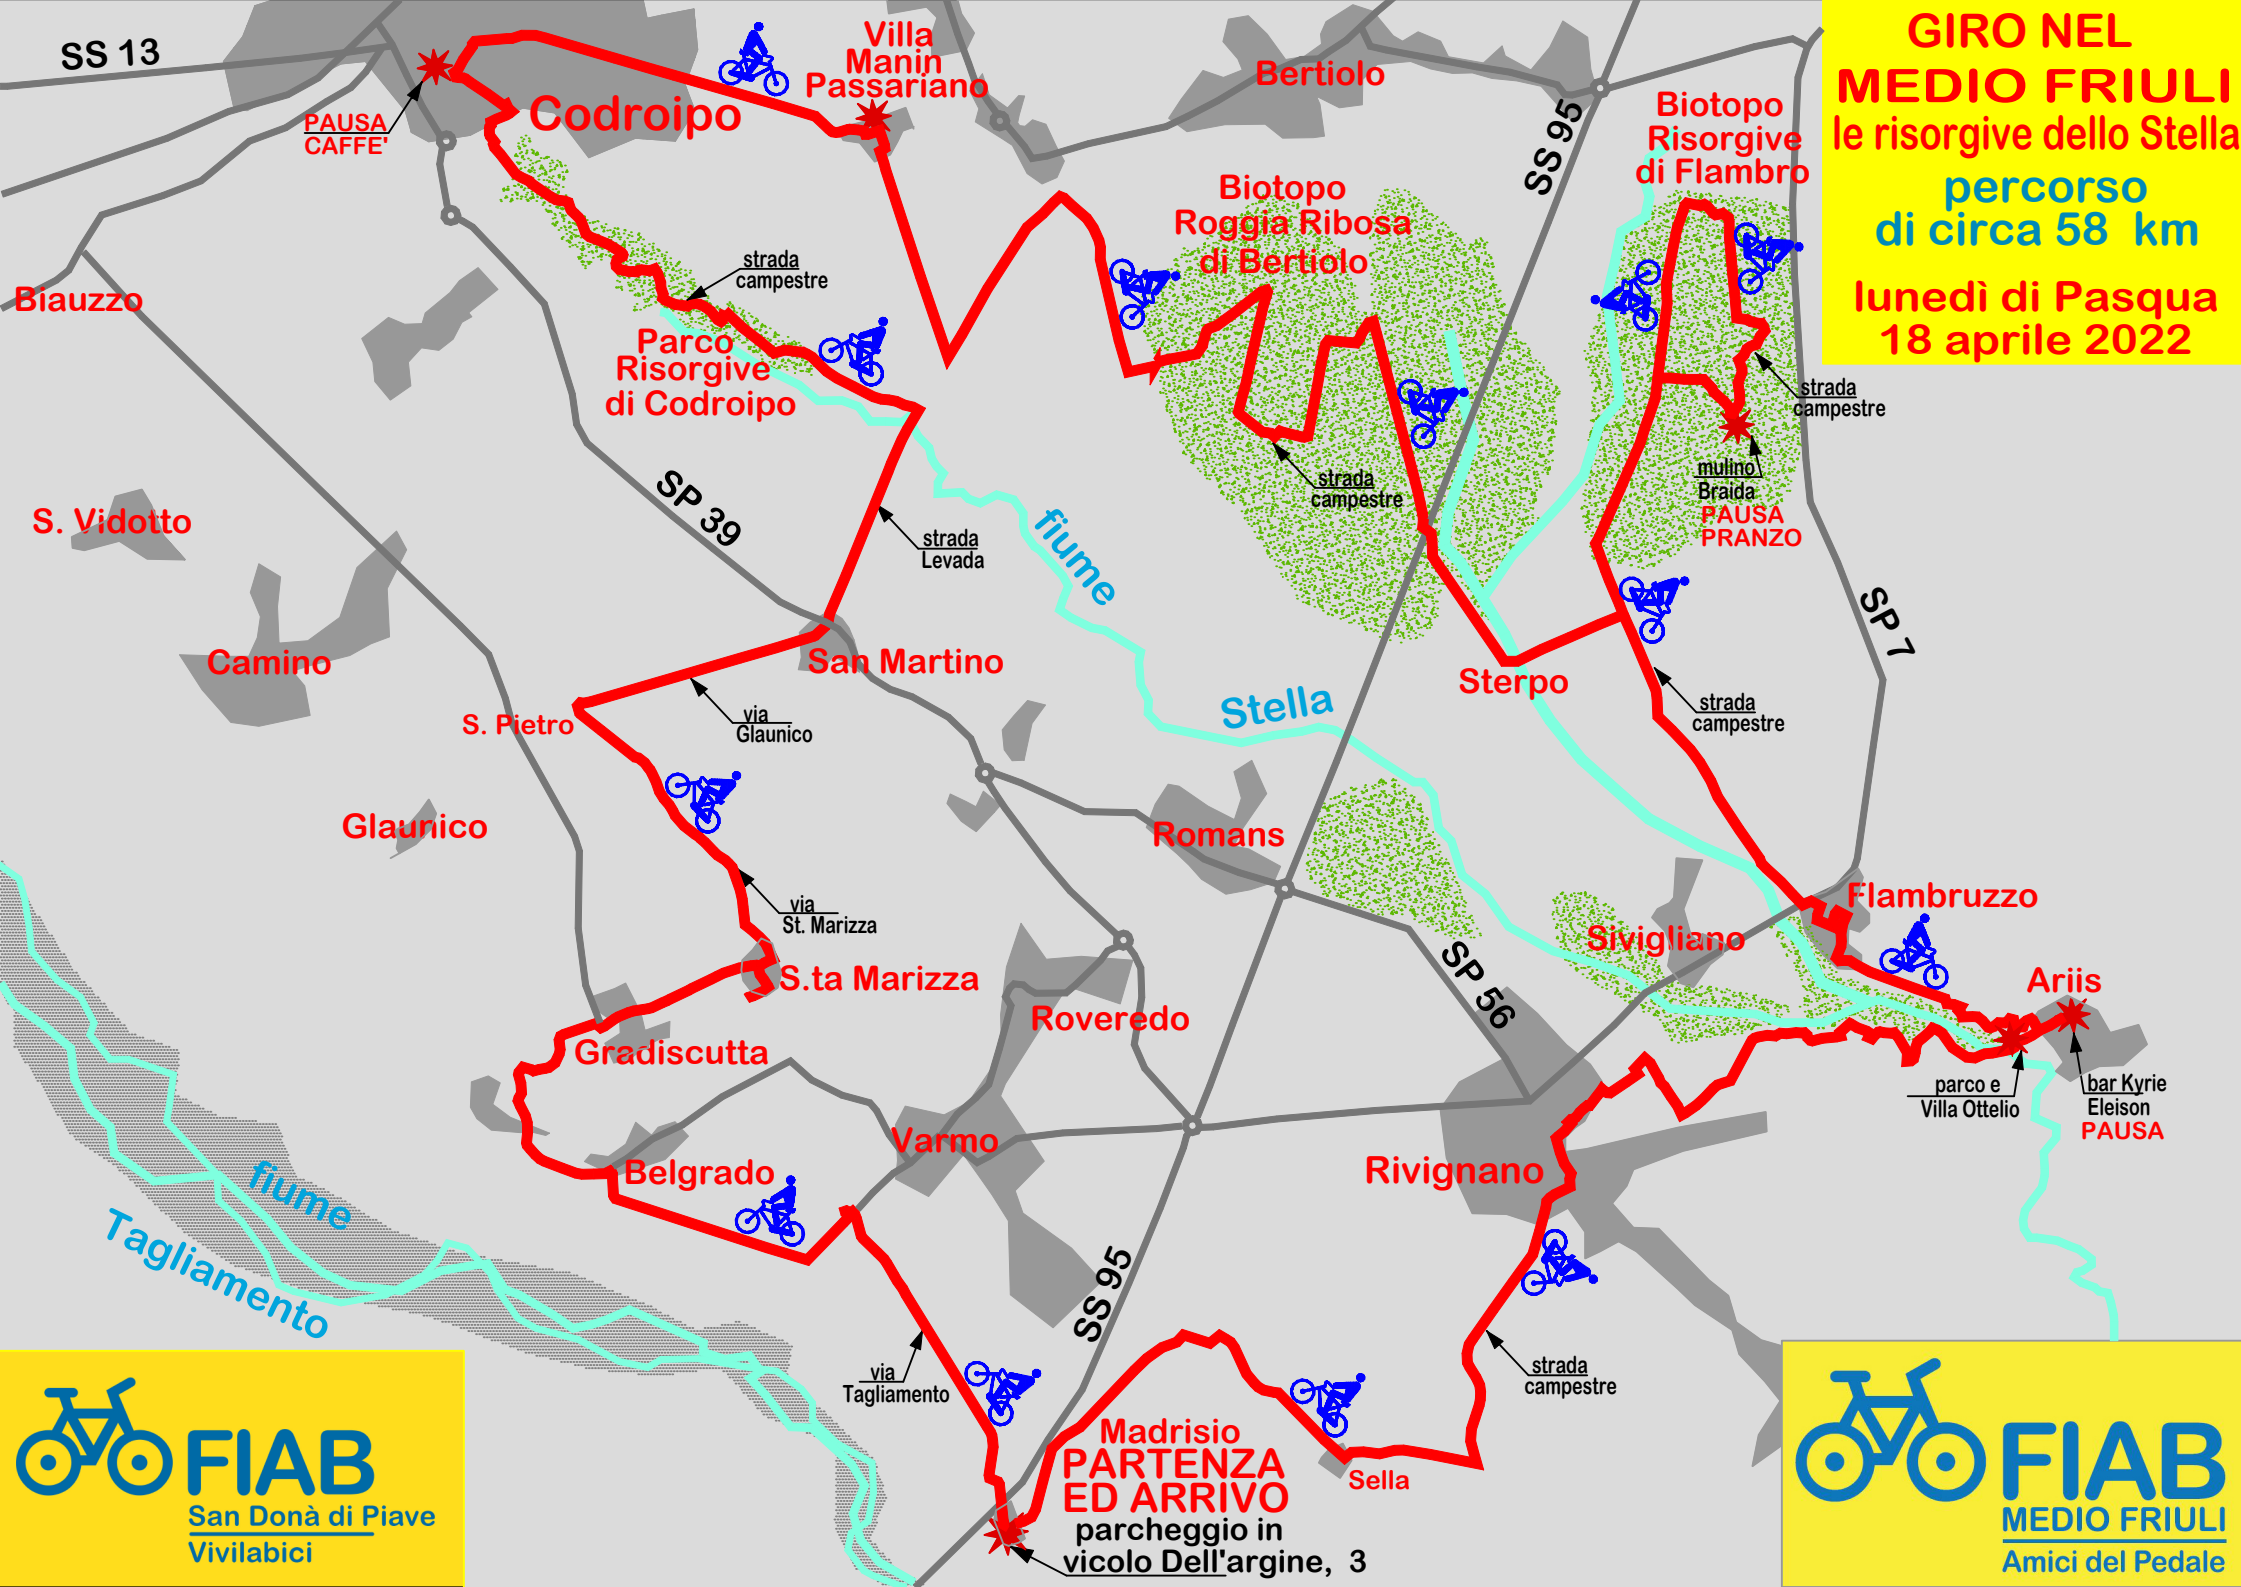 GIRO NEL
MEDIO FRIULI
le risorgive dello Stella
percorso
di circa 58 km
lunedì di Pasqua
18 aprile 2022
SS 13
PAUSA
CAFFE'
Codroipo
Villa
Manin
Passariano
Bertiolo
SS 95
Biotopo
Risorgive
di Flambro
Biotopo
Roggia Ribosa
di Bertiolo
strada
campestre
Biauzzo
Parco
Risorgive
di Codroipo
strada
campestre
mulino
Braida
PAUSA
PRANZO
strada
campestre
S. Vidotto
SP 39
strada
Levada
fiume
Stella
SP 7
Camino
San Martino
Sterpo
S. Pietro
via
Glaunico
strada
campestre
Glaunico
Romans
via
St. Marizza
Flambruzzo
Sivigliano
S.ta Marizza
SP 56
Ariis
Roveredo
Gradiscutta
parco e
Villa Ottelio
bar Kyrie
Eleison
PAUSA
Varmo
Belgrado
Rivignano
fiume
Tagliamento
SS 95
via
Tagliamento
strada
campestre
Madrisio
PARTENZA
ED ARRIVO
parcheggio in
vicolo Dell'argine, 3
Sella
FIAB
San Donà di Piave
Vivilabici
FIAB
MEDIO FRIULI
Amici del Pedale